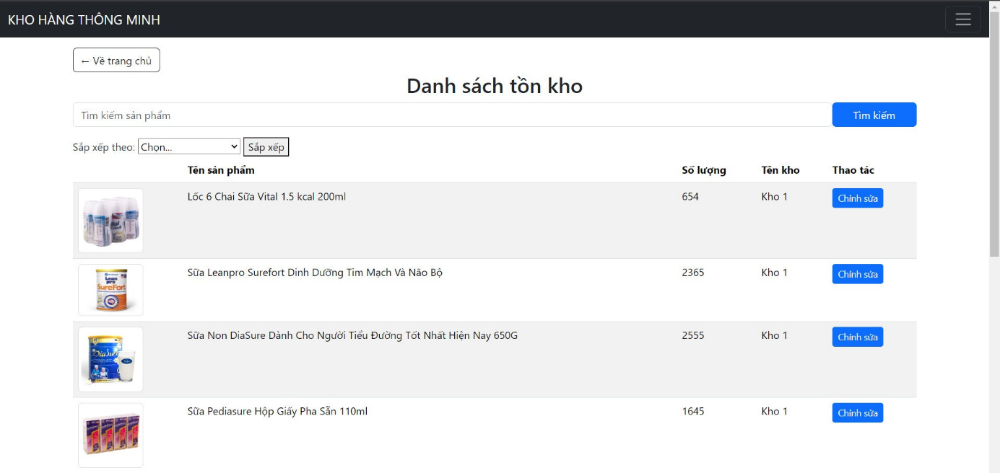 KHO HÀNG THÔNG MINH
← Về trang chủ
Danh sách tồn kho
Tìm kiếm sản phẩm Tìm kiếm
Sắp xếp theo: Chọn... Sắp xếp
Tên sản phẩm Số lượng Tên kho Thao tác
Lốc 6 Chai Sữa Vital 1.5 kcal 200ml 654 Kho 1 Chỉnh sửa
Sữa Leanpro Surefort Dinh Dưỡng Tim Mạch Và Não Bộ 2365 Kho 1 Chỉnh sửa
Lean
pro
SureFort
Sữa Non DiaSure Dành Cho Người Tiểu Đường Tốt Nhất Hiện Nay 650G 2555 Kho 1 Chỉnh sửa
DiaSure
Sữa Pediasure Hộp Giấy Pha Sẵn 110ml 1645 Kho 1 Chỉnh sửa